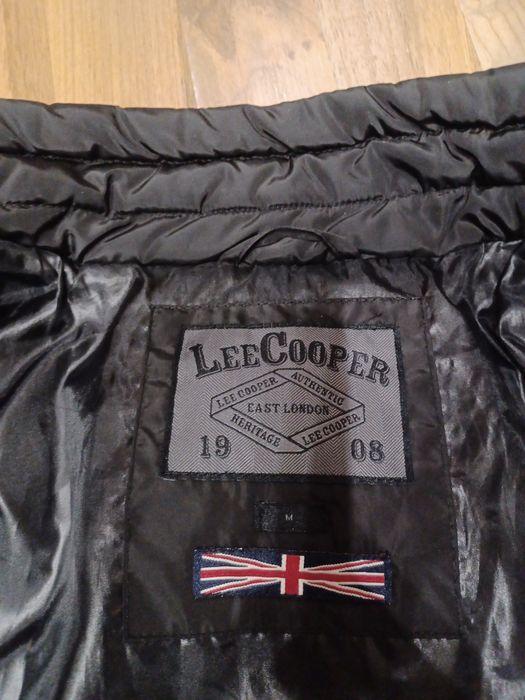 LEE COOPER
LEE COOPER AUTHENTIC
EAST LONDON
HERITAGE LEE COOPER
19 08
M